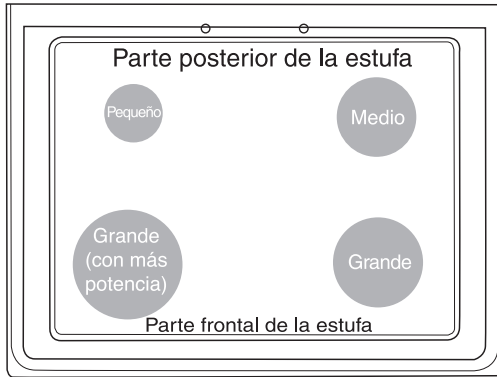 Parte posterior de la estufa
Pequeño
Medio
Grande
(con más
potencia)
Grande
Parte frontal de la estufa